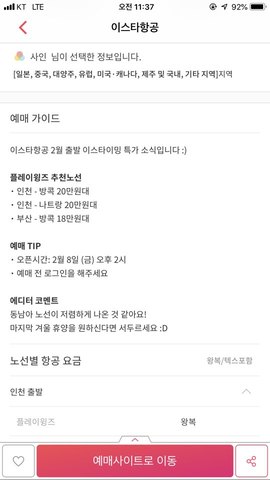 KT LTE 오전 11:37 92%
이스타항공
사인 님이 선택한 정보입니다.
[일본, 중국, 대양주, 유럽, 미국·캐나다, 제주 및 국내, 기타 지역]지역
예매 가이드
이스타항공 2월 출발 이스타이밍 특가 소식입니다 :)
플레이윙즈 추천노선
· 인천 - 방콕 20만원대
· 인천 - 나트랑 20만원대
· 부산 - 방콕 18만원대
예매 TIP
· 오픈시간: 2월 8일 (금) 오후 2시
· 예매 전 로그인을 해주세요
에디터 코멘트
동남아 노선이 저렴하게 나온 것 같아요!
마지막 겨울 휴양을 원하신다면 서두르세요 :D
노선별 항공 요금 왕복/텍스포함
인천 출발
플레이윙즈 왕복
예매사이트로 이동